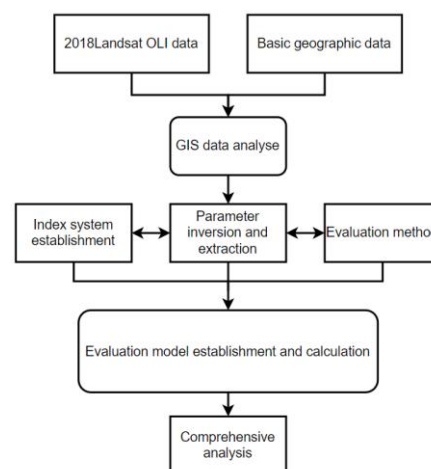 2018Landsat OLI data
Basic geographic data
GIS data analyse
Index system
establishment
Parameter
inversion and
extraction
Evaluation method
Evaluation model establishment and calculation
Comprehensive
analysis